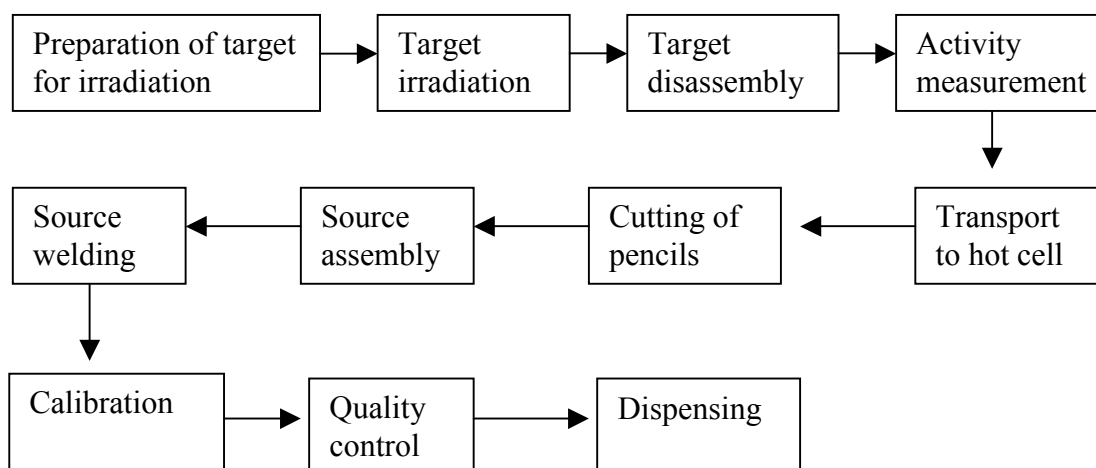 Preparation of target
for irradiation
Target
irradiation
Target
disassembly
Activity
measurement
Transport
to hot cell
Cutting of
pencils
Source
assembly
Source
welding
Calibration
Quality
control
Dispensing